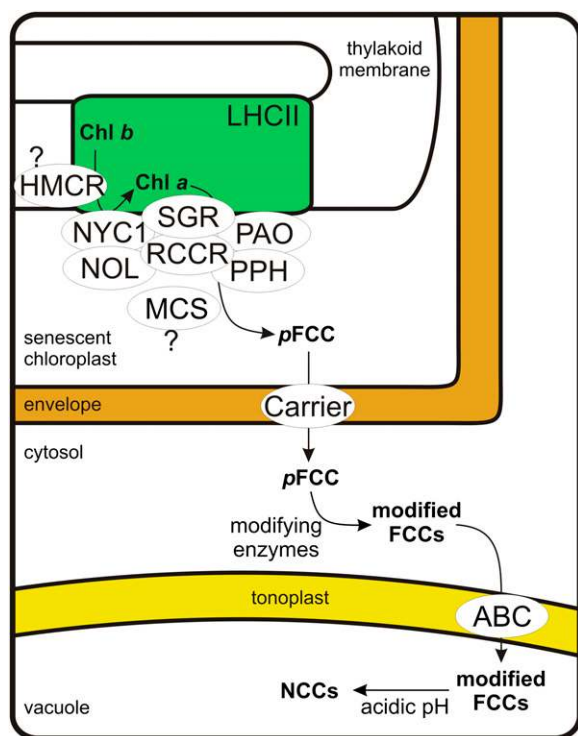 thylakoid
membrane
LHCII
Chl b
?
HMCR
Chl a
SGR
NYC1
PAO
RCCR
NOL
PPH
MCS
?
pFCC
senescent
chloroplast
envelope
Carrier
cytosol
pFCC
modified
FCCs
modifying
enzymes
tonoplast
ABC
modified
FCCs
NCCs
acidic pH
vacuole